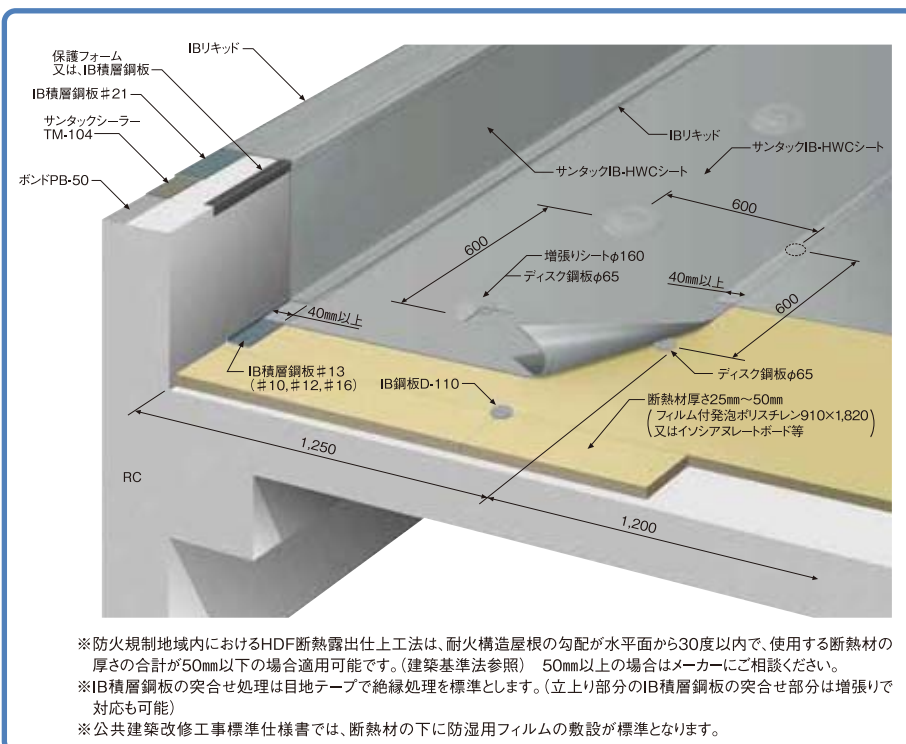 保護フォーム
又は、IB積層鋼板
IBリキッド
IB積層鋼板#21
サンタックシーラー
TM-104
ボンドPB-50
IBリキッド
サンタックIB-HWCシート
サンタックIB-HWCシート
600
600
増張りシートφ160
ディスク鋼板φ65
40mm以上
600
40mm以上
IB積層鋼板#13
(#10,#12,#16)
IB鋼板D-110
ディスク鋼板φ65
断熱材厚さ25mm~50mm
(フィルム付発泡ポリスチレン910×1,820
又はイソシアヌレートボード等)
1,250
RC
1,200
※防火規制地域内におけるHDF断熱露出仕上工法は、耐火構造屋根の勾配が水平面から30度以内で、使用する断熱材の
厚さの合計が50mm以下の場合適用可能です。(建築基準法参照) 50mm以上の場合はメーカーにご相談ください。
※IB積層鋼板の突合せ処理は目地テープで絶縁処理を標準とします。(立上り部分のIB積層鋼板の突合せ部分は増張りで
対応も可能)
※公共建築改修工事標準仕様書では、断熱材の下に防湿用フィルムの敷設が標準となります。